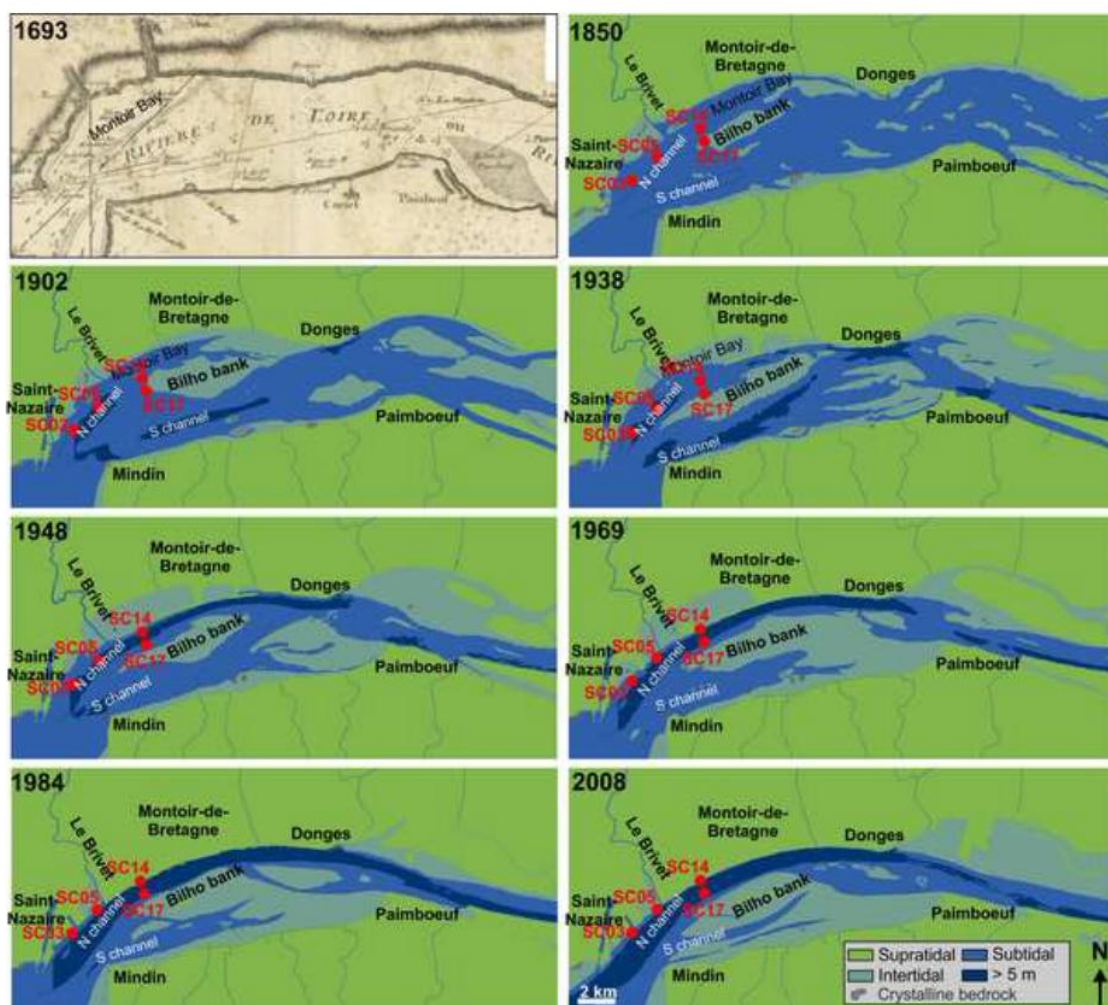 1693
Montoir Bay
RIVIERE DE LOIRE
1850
Montoir-de-
Bretagne
Donges
Le Brivet
Montoir Bay
SC14
Bilho bank
Saint-
Nazaire
SC05
SC17
SC03
N channel
S channel
Paimboeuf
Mindin
1902
Montoir-de-
Bretagne
Donges
Le Brivet
Montoir Bay
Bilho bank
Saint-
Nazaire
SC05
SC17
SC03
N channel
S channel
Paimboeuf
Mindin
1938
Montoir-de-
Bretagne
Donges
Le Brivet
Montoir Bay
Bilho bank
Saint-
Nazaire
SC05
SC17
SC03
N channel
S channel
Paimboeuf
Mindin
1948
Montoir-de-
Bretagne
Donges
Le Brivet
SC14
Bilho bank
Saint-
Nazaire
SC05
SC17
SC03
N channel
S channel
Paimboeuf
Mindin
1969
Montoir-de-
Bretagne
Donges
Le Brivet
SC14
Bilho bank
Saint-
Nazaire
SC05
SC17
SC03
N channel
S channel
Paimboeuf
Mindin
1984
Montoir-de-
Bretagne
Donges
Le Brivet
SC14
Bilho bank
Saint-
Nazaire
SC05
SC17
SC03
N channel
S channel
Paimboeuf
Mindin
2008
Montoir-de-
Bretagne
Donges
Le Brivet
SC14
Bilho bank
Saint-
Nazaire
SC05
SC17
SC03
N channel
S channel
Paimboeuf
Mindin
2 km
Supratidal
Subtidal
Intertidal
> 5 m
Crystalline bedrock
N